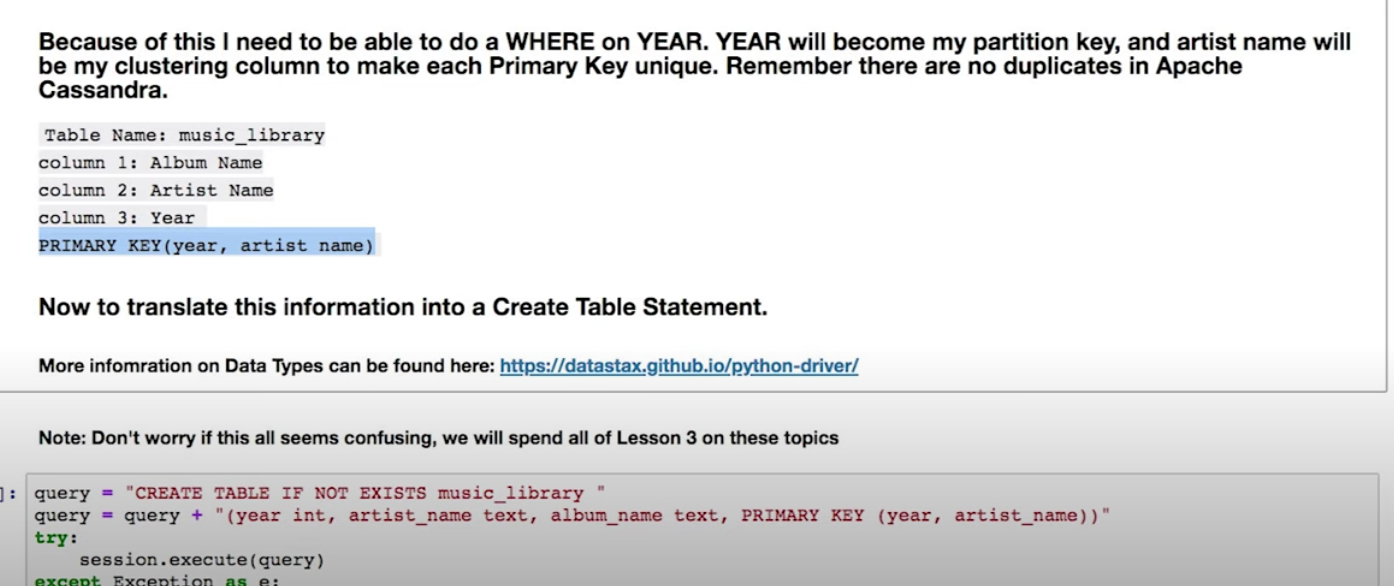 Because of this I need to be able to do a WHERE on YEAR. YEAR will become my partition key, and artist name will
be my clustering column to make each Primary Key unique. Remember there are no duplicates in Apache
Cassandra.
Table Name: music_library
column 1: Album Name
column 2: Artist Name
column 3: Year
PRIMARY KEY(year, artist name)
Now to translate this information into a Create Table Statement.
More infomration on Data Types can be found here: https://datastax.github.io/python-driver/
Note: Don't worry if this all seems confusing, we will spend all of Lesson 3 on these topics
]: query = "CREATE TABLE IF NOT EXISTS music_library "
query = query + "(year int, artist_name text, album_name text, PRIMARY KEY (year, artist_name))"
try:
session.execute(query)
except Exception as e: